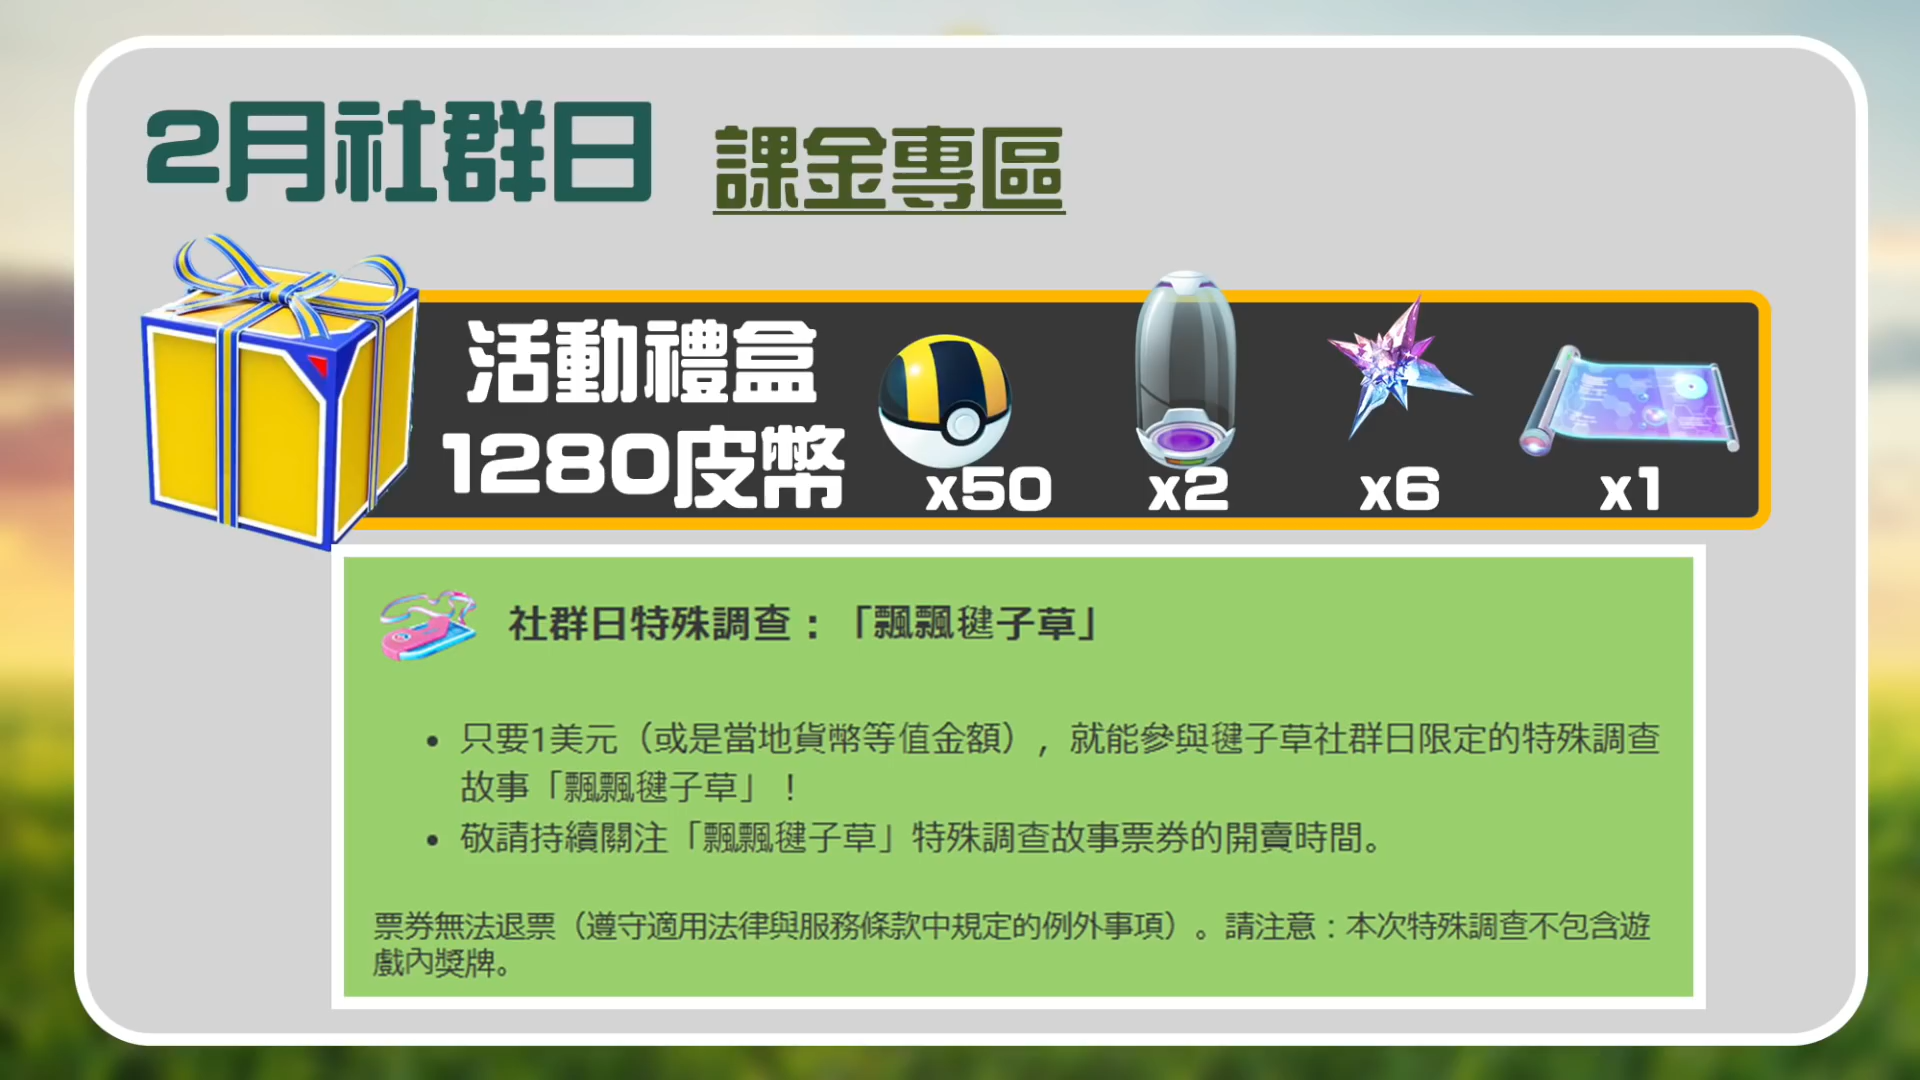 2月社群日 課金專區
活動禮盒
1280皮幣
x50 x2 x6 x1
社群日特殊調查：「飄飄毽子草」
• 只要1美元（或是當地貨幣等值金額），就能參與毽子草社群日限定的特殊調查
故事「飄飄毽子草」！
• 敬請持續關注「飄飄毽子草」特殊調查故事票券的開賣時間。
票券無法退票（遵守適用法律與服務條款中規定的例外事項）。請注意：本次特殊調查不包含遊
戲內獎牌。